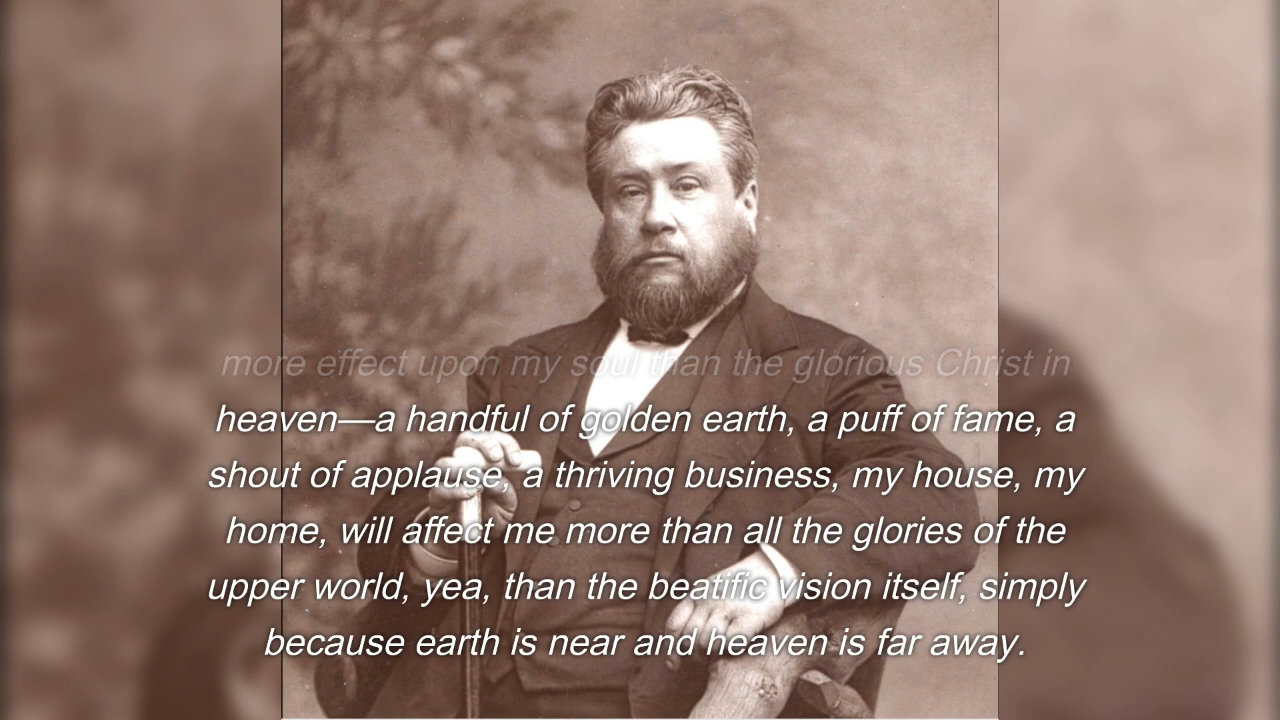 more effect upon my soul than the glorious Christ in
heaven—a handful of golden earth, a puff of fame, a
shout of applause, a thriving business, my house, my
home, will affect me more than all the glories of the
upper world, yea, than the beatific vision itself, simply
because earth is near and heaven is far away.